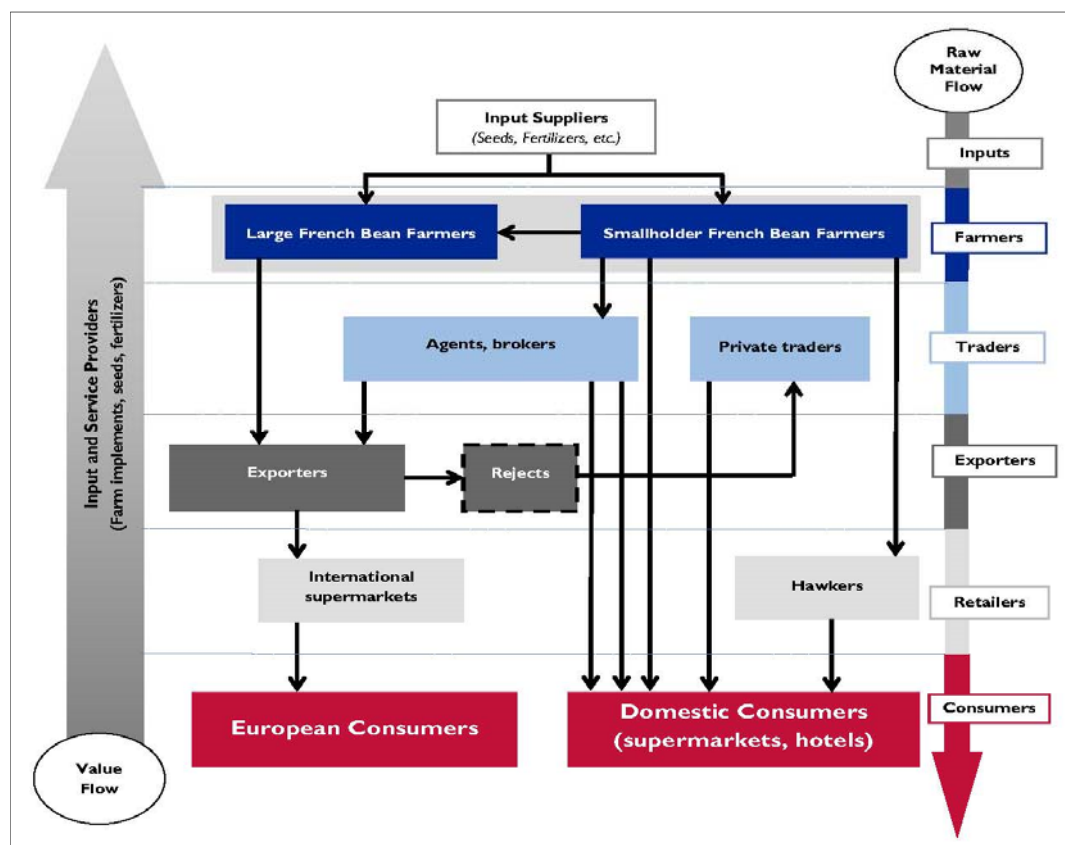 Raw
Material
Flow
Input Suppliers
(Seeds, Fertilizers, etc.)
Inputs
Large French Bean Farmers
Smallholder French Bean Farmers
Farmers
Agents, brokers
Private traders
Traders
Input and Service Providers
(Farm implements, seeds, fertilizers)
Exporters
Rejects
Exporters
International
supermarkets
Hawkers
Retailers
European Consumers
Domestic Consumers
(supermarkets, hotels)
Consumers
Value
Flow